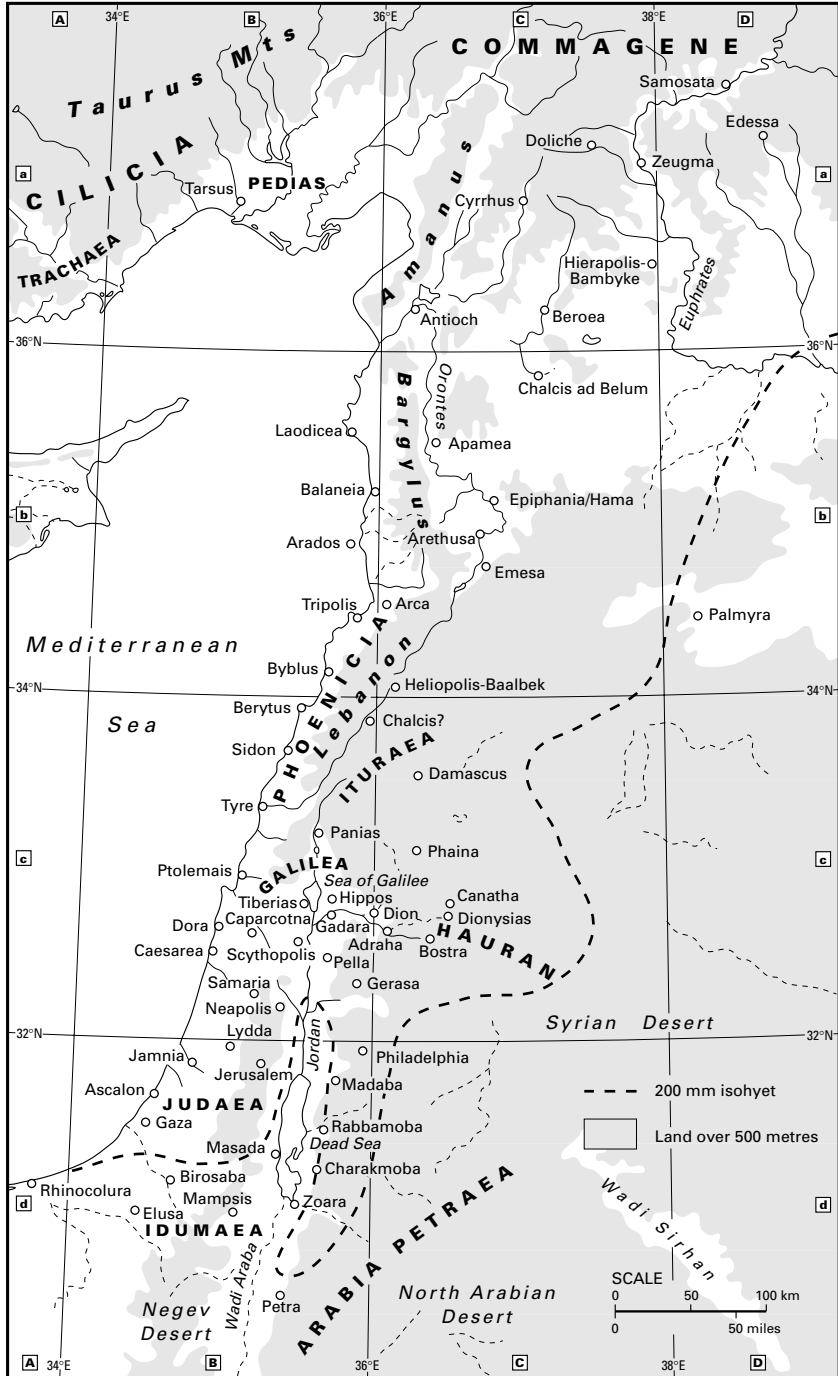 A 34°E B 36°E C 38°E D
COMMAGENE
Taurus Mts
Samosata
Edessa
Doliche
Zeugma
a
a
CILICIA
PEDIAS
Tarsus
Amanus
Cyrrhus
TRACHAEA
Hierapolis-
Bambyke
Euphrates
Antioch
Beroea
36°N
36°N
Chalcis ad Belum
Bargylus
Orontes
Laodicea
Apamea
Balaneia
Epiphania/Hama
b
b
Arados
Arethusa
Emesa
Tripolis
Arca
Palmyra
Mediterranean
Sea
Byblus
PHOENICIA
Lebanon
34°N
34°N
Heliopolis-Baalbek
Berytus
Chalcis?
Sidon
ITURAEA
Damascus
Tyre
Panias
Phaina
c
c
GALILEA
Ptolemais
Sea of Galilee
Tiberias
Hippos
Canatha
Caparcotna
Dion
Dionysias
Dora
Gadara
HAURAN
Adraha
Caesarea
Scythopolis
Bostra
Pella
Samaria
Gerasa
Neapolis
Syrian Desert
32°N
32°N
Lydda
Jordan
Jamnia
Philadelphia
Jerusalem
Madaba
Ascalon
200 mm isohyet
JUDAEA
Gaza
Rabbamoba
Land over 500 metres
Dead Sea
Masada
Charakmoba
Birosaba
Rhinocolura
Mampsis
Zoara
d
d
Elusa
IDUMAEA
ARABIA PETRAEA
Wadi Sirhan
Wadi Araba
Petra
Negev
Desert
North Arabian
Desert
SCALE
0 50 100 km
0 50 miles
A 34°E B 36°E C 38°E D